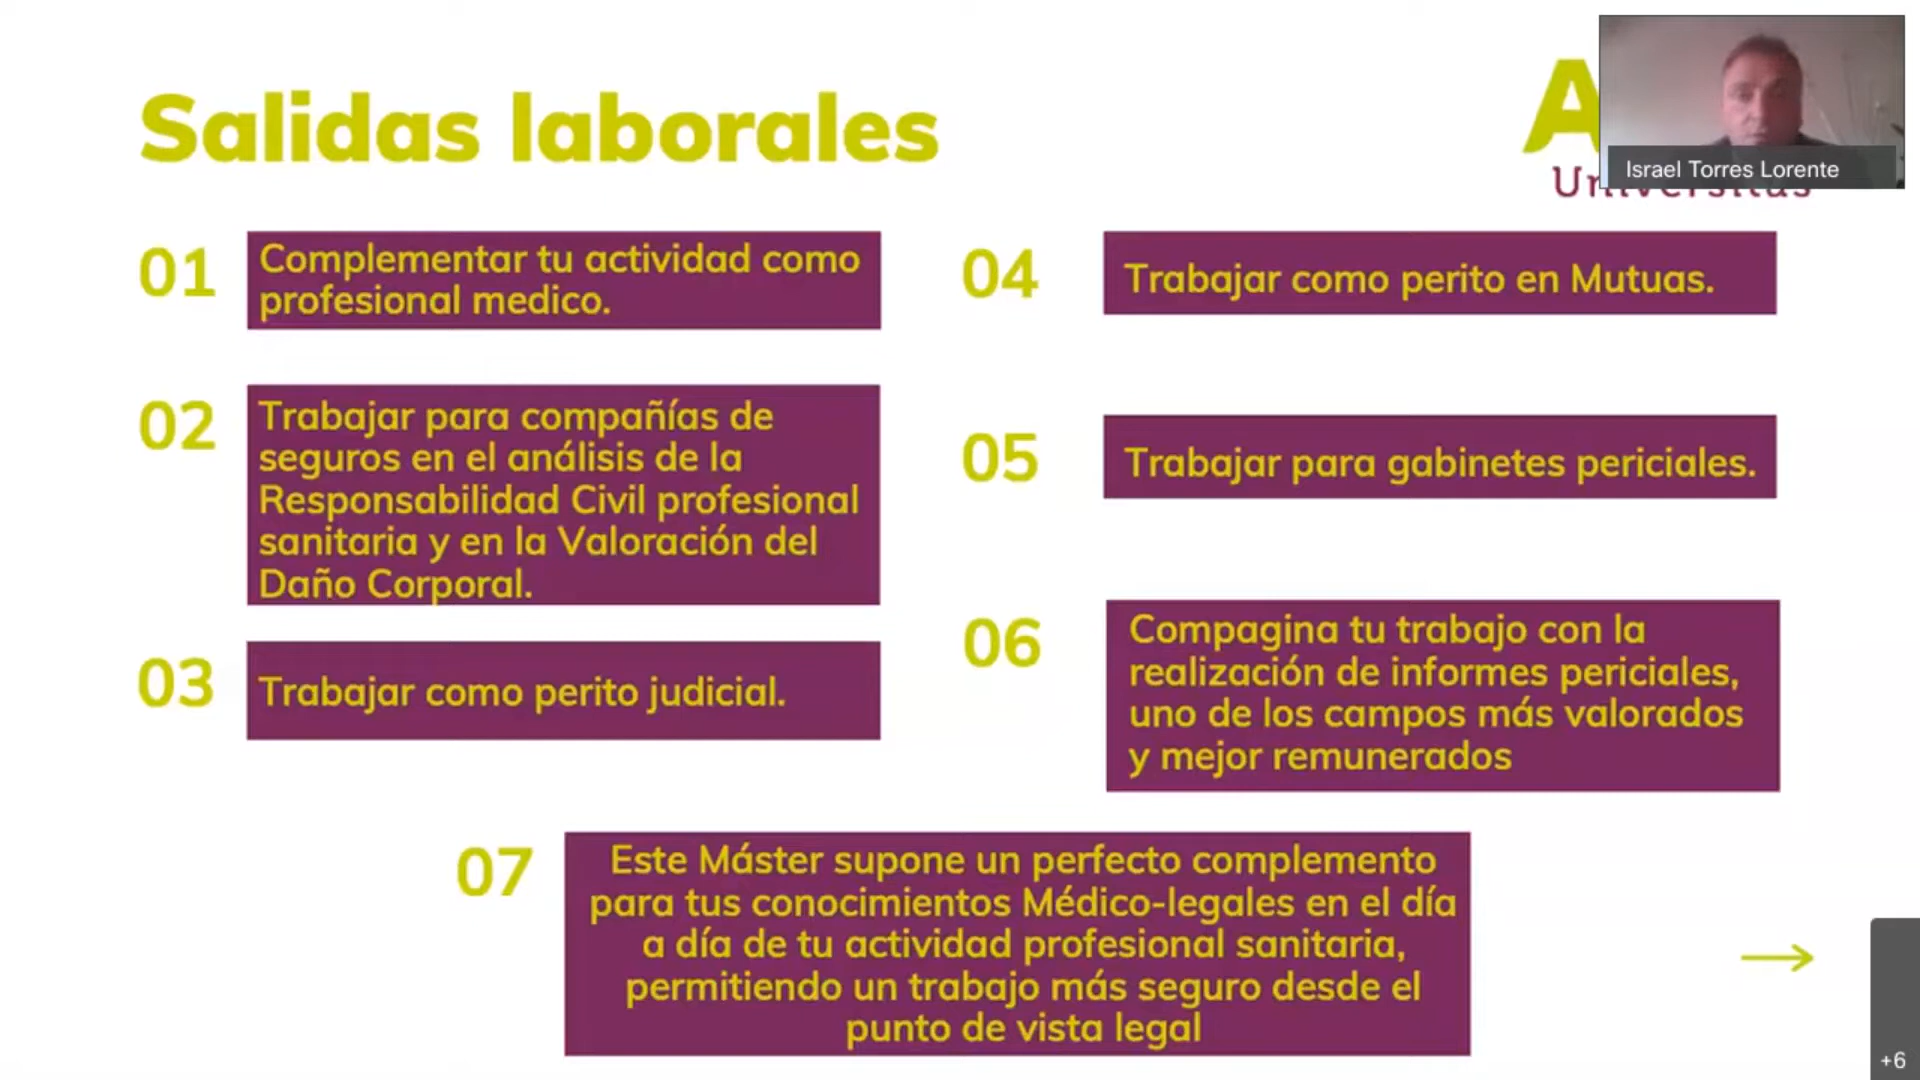 Salidas laborales
Israel Torres Lorente
01
Complementar tu actividad como
profesional medico.
02
Trabajar para compañías de
seguros en el análisis de la
Responsabilidad Civil profesional
sanitaria y en la Valoración del
Daño Corporal.
03
Trabajar como perito judicial.
04
Trabajar como perito en Mutuas.
05
Trabajar para gabinetes periciales.
06
Compagina tu trabajo con la
realización de informes periciales,
uno de los campos más valorados
y mejor remunerados
07
Este Máster supone un perfecto complemento
para tus conocimientos Médico-legales en el día
a día de tu actividad profesional sanitaria,
permitiendo un trabajo más seguro desde el
punto de vista legal
+6